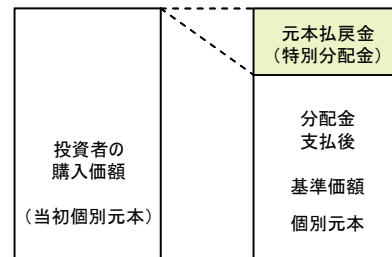 投資者の
購入価額
（当初個別元本）
元本払戻金
（特別分配金）
分配金
支払後
基準価額
個別元本